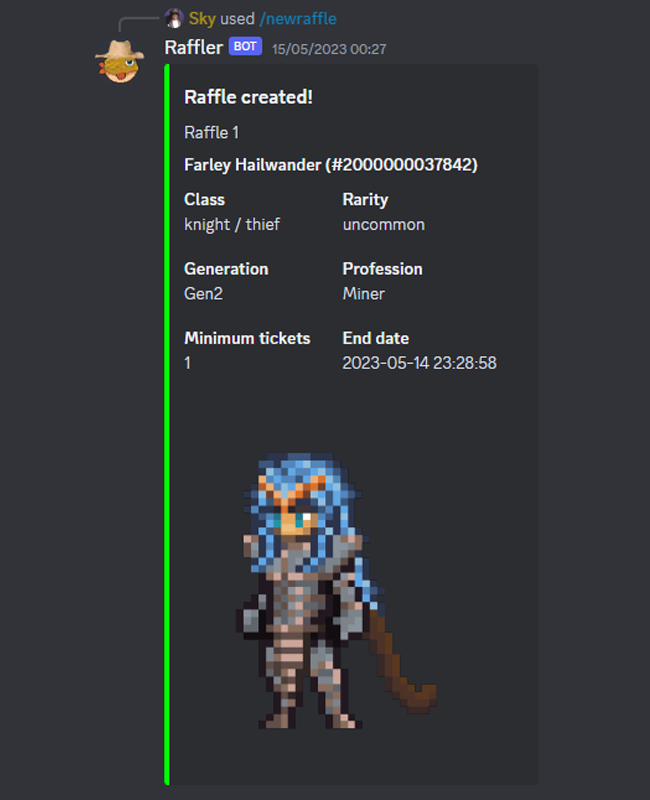 Sky used /newraffle
Raffler BOT 15/05/2023 00:27
Raffle created!
Raffle 1
Farley Hailwander (#2000000037842)
Class Rarity
knight / thief uncommon
Generation Profession
Gen2 Miner
Minimum tickets End date
1 2023-05-14 23:28:58